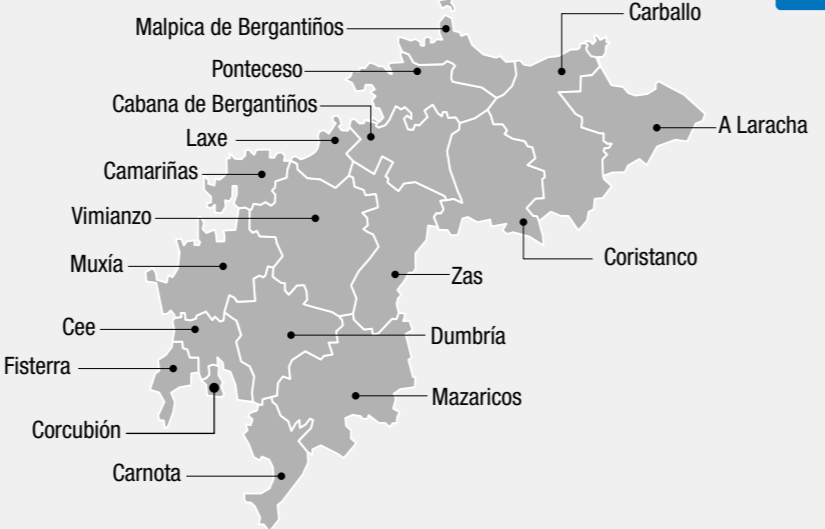 Carballo
Malpica de Bergantiños
Ponteceso
Cabana de Bergantiños
A Laracha
Laxe
Camariñas
Vimianzo
Coristanco
Muxía
Zas
Cee
Dumbría
Fisterra
Mazaricos
Corcubión
Carnota